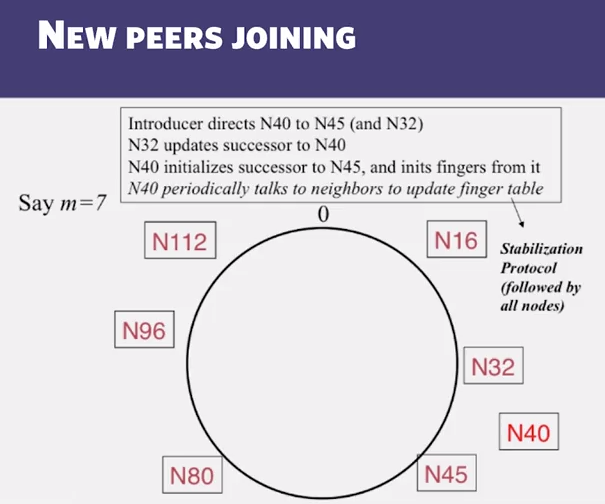 NEW PEERS JOINING
Introducer directs N40 to N45 (and N32)
N32 updates successor to N40
N40 initializes successor to N45, and inits fingers from it
N40 periodically talks to neighbors to update finger table
Say m=7
0
N112
N16
Stabilization
Protocol
(followed by
all nodes)
N96
N32
N40
N80
N45